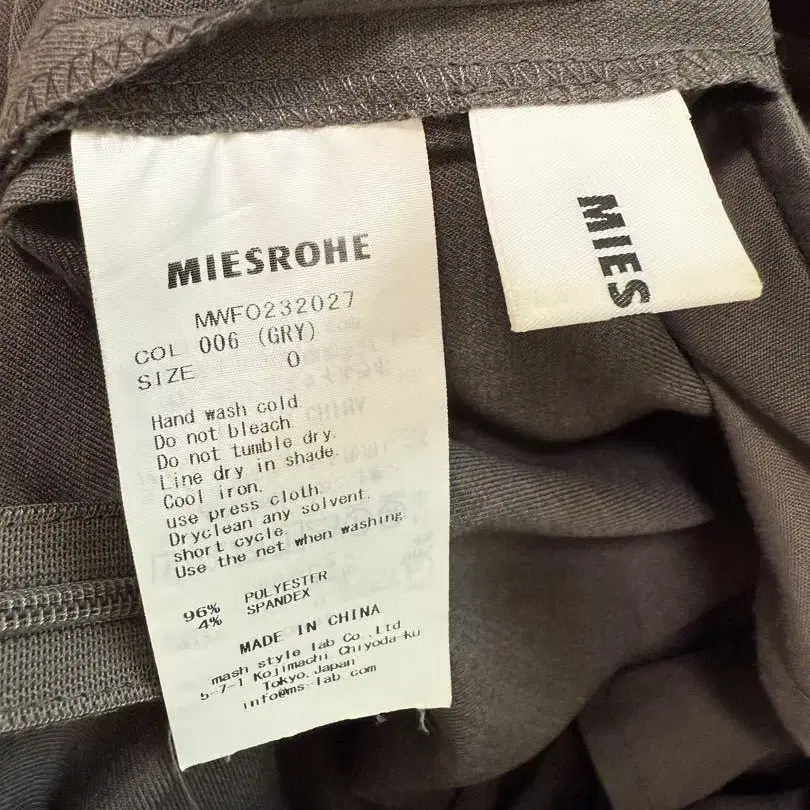 MIESROHE
MWFO232027
COL 006 (GRY)
SIZE 0
Hand wash cold
Do not bleach.
Do not tumble dry.
Line dry in shade.
Cool iron.
use press cloth.
Dryclean any solvent.
short cycle.
Use the net when washing.
96% POLYESTER
4% SPANDEX
MADE IN CHINA
mash style lab Co.,Ltd.
5-7-1 Kojimachi Chiyoda-ku
Tokyo.Japan
info@ms-lab.com
MIES